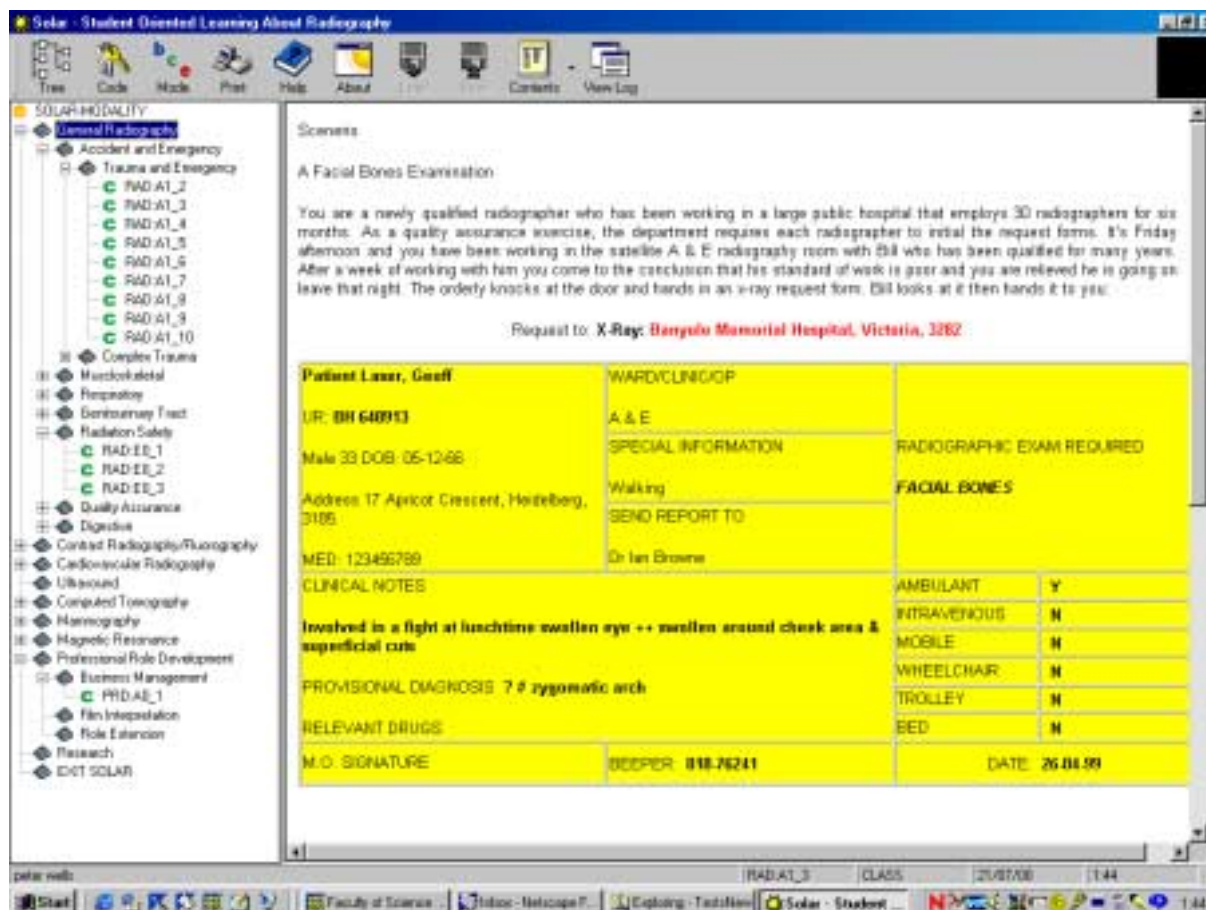 Solar - Student Oriented Learning About Radiography
Tree Code Mode Print Help About Contents View Log
SOLAR-MODALITY
General Radiography
Accident and Emergency
Trauma and Emergency
C RAD:A1_2
C RAD:A1_3
C RAD:A1_4
C RAD:A1_5
C RAD:A1_6
C RAD:A1_7
C RAD:A1_8
C RAD:A1_9
C RAD:A1_10
Complex Trauma
Musculoskeletal
Respiratory
Genitourinary Tract
Radiation Safety
C RAD:E0_1
C RAD:E0_2
C RAD:E0_3
Quality Assurance
Digestive
Contrast Radiography/Fluorography
Cardiovascular Radiography
Ultrasound
Computed Tomography
Mammography
Magnetic Resonance
Professional Role Development
Business Management
C PRD:A0_1
Film Interpretation
Role Extension
Research
EXIT SOLAR
Scenario
A Facial Bones Examination
You are a newly qualified radiographer who has been working in a large public hospital that employs 30 radiographers for six
months. As a quality assurance exercise, the department requires each radiographer to initial the request forms. It's Friday
afternoon and you have been working in the satellite A & E radiography room with Bill who has been qualified for many years.
After a week of working with him you come to the conclusion that his standard of work is poor and you are relieved he is going on
leave that night. The orderly knocks at the door and hands in an x-ray request form. Bill looks at it then hands it to you:
Request to: X-Ray: Banyule Memorial Hospital, Victoria, 3282
Patient Laser, Geoff
UR: BH 640913
Male 33 DOB: 05-12-66
Address 17 Apricot Crescent, Heidelberg,
3185
MED: 123456789
WARD/CLINIC/OP
A & E
SPECIAL INFORMATION
Walking
SEND REPORT TO
Dr Ian Browne
RADIOGRAPHIC EXAM REQUIRED
FACIAL BONES
CLINICAL NOTES
Involved in a fight at lunchtime swollen eye ++ swollen around cheek area &
superficial cuts
PROVISIONAL DIAGNOSIS ? # zygomatic arch
RELEVANT DRUGS
AMBULANT Y
INTRAVENOUS N
MOBILE N
WHEELCHAIR N
TROLLEY N
BED N
M.O. SIGNATURE
BEEPER: 018-76241
DATE: 26-04-99
peter wells
RAD:A1_3 CLASS 21/07/00 1:44
Start Faculty of Science Inbox - Netscape F... Exploring - Solar - Student ... 1:44